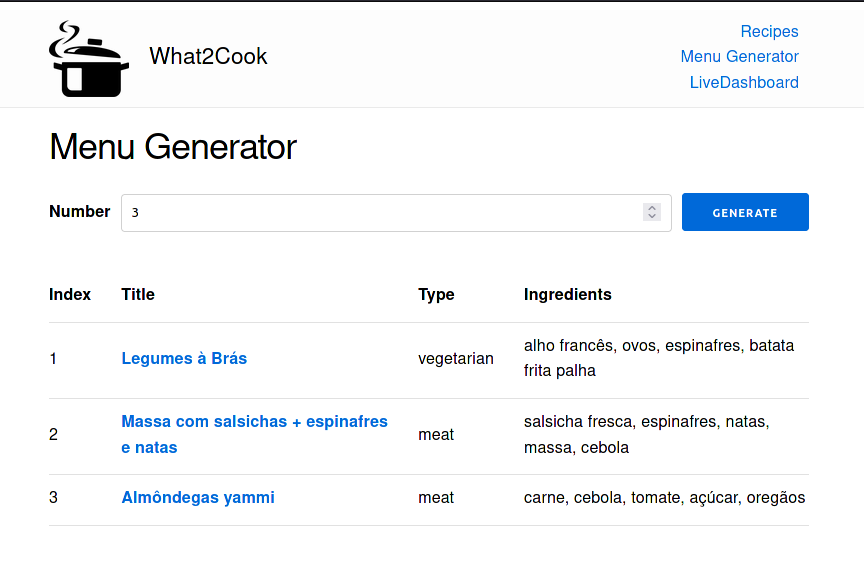 What2Cook
Recipes
Menu Generator
LiveDashboard
Menu Generator
Number 3 GENERATE
Index Title Type Ingredients
1 Legumes à Brás vegetarian alho francês, ovos, espinafres, batata
frita palha
2 Massa com salsichas + espinafres
e natas meat salsicha fresca, espinafres, natas,
massa, cebola
3 Almôndegas yammi meat carne, cebola, tomate, açúcar, oregãos